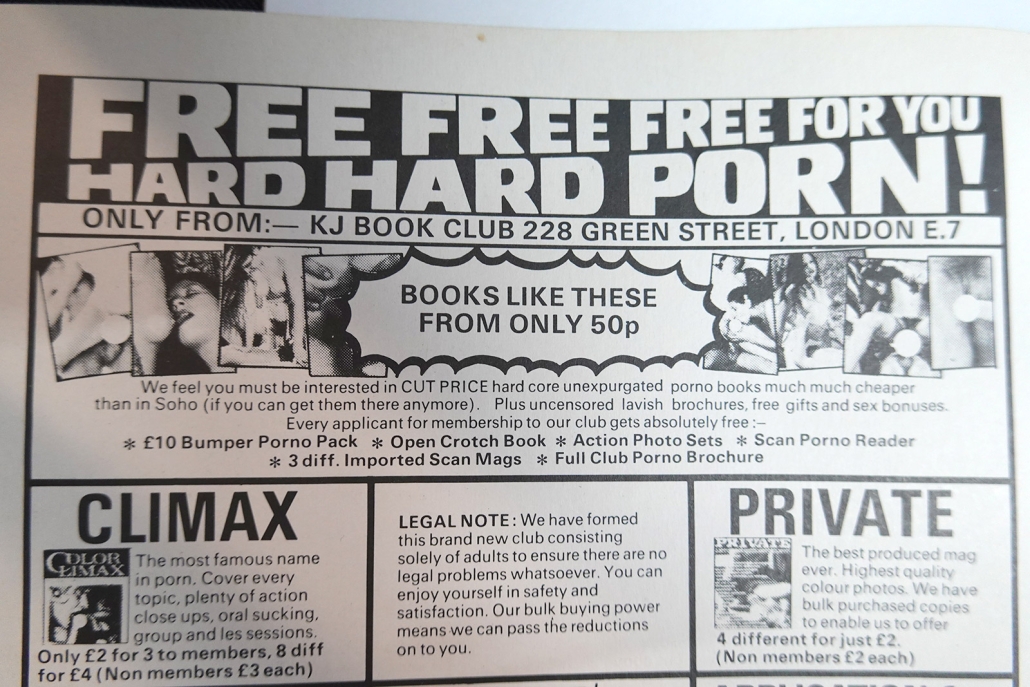 FREE FREE FREE FOR YOU
HARD HARD PORN!
ONLY FROM:— KJ BOOK CLUB 228 GREEN STREET, LONDON E.7
BOOKS LIKE THESE
FROM ONLY 50p
We feel you must be interested in CUT PRICE hard core unexpurgated porno books much much cheaper
than in Soho (if you can get them there anymore). Plus uncensored lavish brochures, free gifts and sex bonuses.
Every applicant for membership to our club gets absolutely free :–
* £10 Bumper Porno Pack * Open Crotch Book * Action Photo Sets * Scan Porno Reader
* 3 diff. Imported Scan Mags * Full Club Porno Brochure
CLIMAX
COLOR
CLIMAX
The most famous name
in porn. Cover every
topic, plenty of action
close ups, oral sucking,
group and les sessions.
Only £2 for 3 to members, 8 diff
for £4 (Non members £3 each)
LEGAL NOTE: We have formed
this brand new club consisting
solely of adults to ensure there are no
legal problems whatsoever. You can
enjoy yourself in safety and
satisfaction. Our bulk buying power
means we can pass the reductions
on to you.
PRIVATE
PRIVATE
The best produced mag
ever. Highest quality
colour photos. We have
bulk purchased copies
to enable us to offer
4 different for just £2.
(Non members £2 each)